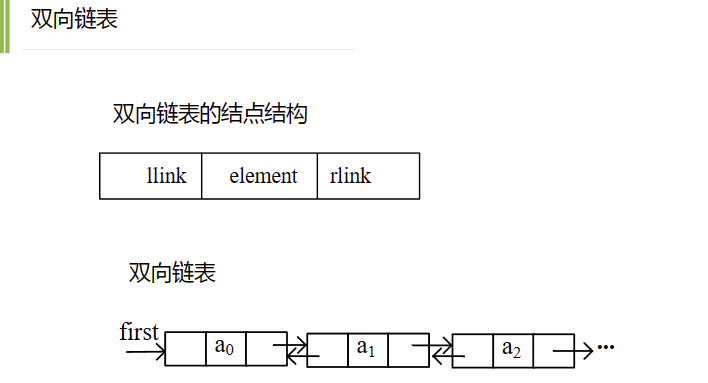 双向链表
双向链表的结点结构
llink element rlink
双向链表
first
a₀ a₁ a₂ ...